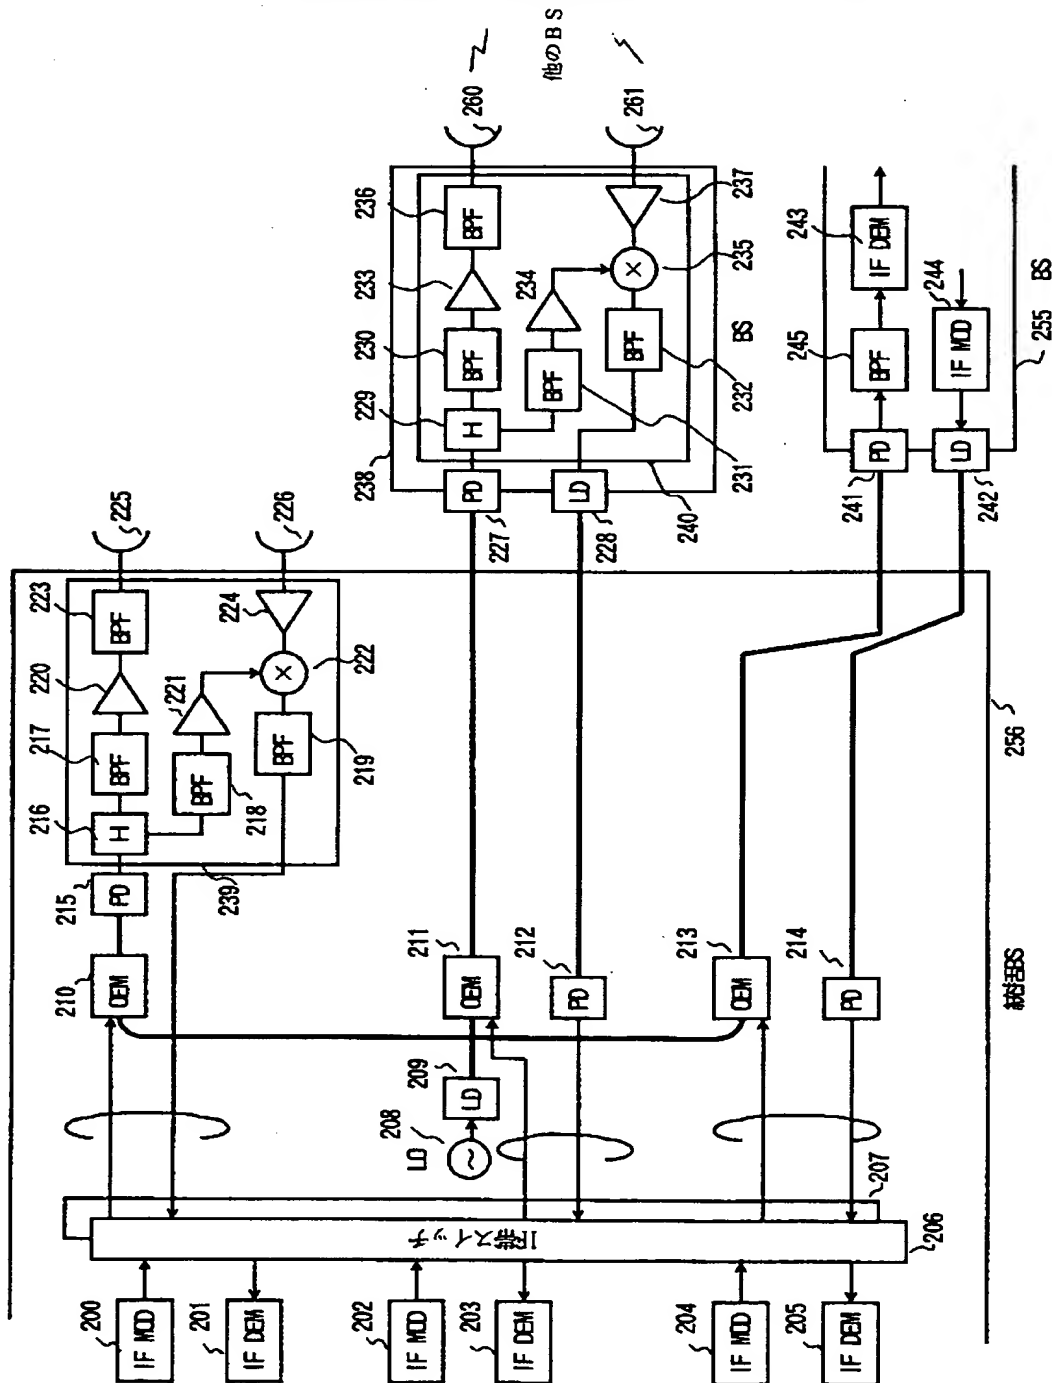 200
IF MOD
201
IF DEM
202
IF MOD
203
IF DEM
204
IF MOD
205
IF DEM
IF帯スイッチ
206
207
LO
208
~
209
LD
210
OEM
211
OEM
212
PD
213
OEM
214
PD
215
PD
239
216
H
217
BPF
218
BPF
219
BPF
220
221
222
X
223
BPF
224
225
226
統括BS
256
238
PD
227
LD
228
240
229
H
230
BPF
BPF
231
BPF
232
233
234
X
235
236
BPF
237
BS
260
261
他のBS
PD
241
LD
242
245
BPF
243
IF DEM
244
IF MOD
255 BS